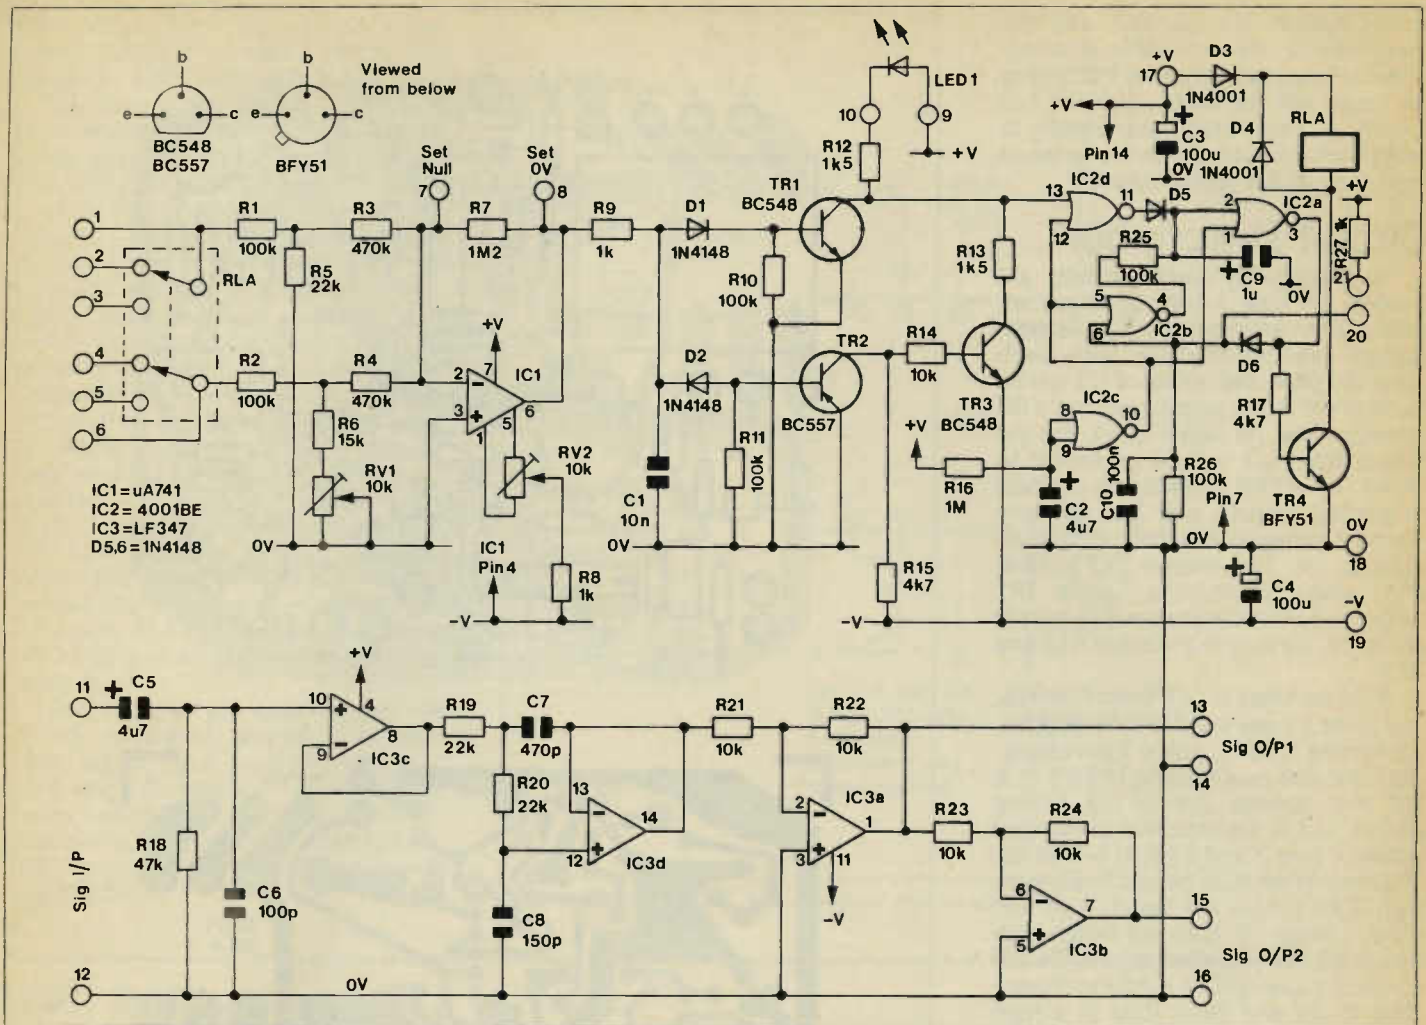 b
b
Viewed
from below
e
c
e
c
BC548
BC557
BFY51
1
2
3
4
5
6
RLA
R1
100k
R3
470k
R5
22k
R2
100k
R4
470k
R6
15k
RV1
10k
Set
Null
7
Set
0V
8
R7
1M2
+V
7
2
3
1
5
6
IC1
RV2
10k
IC1
Pin 4
R8
1k
-V
0V
IC1 = uA741
IC2 = 4001BE
IC3 = LF347
D5,6 = 1N4148
R9
1k
D1
1N4148
R10
100k
D2
1N4148
R11
100k
C1
10n
0V
TR1
BC548
TR2
BC557
LED1
10
9
+V
R12
1k5
R13
1k5
R14
10k
TR3
BC548
R15
4k7
-V
+V
R16
1M
C2
4u7
+
13
12
11
IC2d
D5
R25
100k
5
6
4
IC2b
8
9
10
IC2c
C10
100n
R26
100k
Pin 7
0V
+V
17
D3
1N4001
+V
Pin 14
+
C3
100u
0V
D4
1N4001
RLA
2
1
3
IC2a
+
C9
1u
0V
+V
R27 1k
21
20
D6
R17
4k7
TR4
BFY51
0V
18
+
C4
100u
-V
19
11
+
C5
4u7
R18
47k
C6
100p
Sig I/P
12
0V
+V
10
4
9
8
IC3c
R19
22k
C7
470p
R20
22k
13
12
14
IC3d
C8
150p
R21
10k
R22
10k
2
3
1
11
IC3a
-V
R23
10k
R24
10k
6
5
7
IC3b
13
Sig O/P1
14
15
Sig O/P2
16